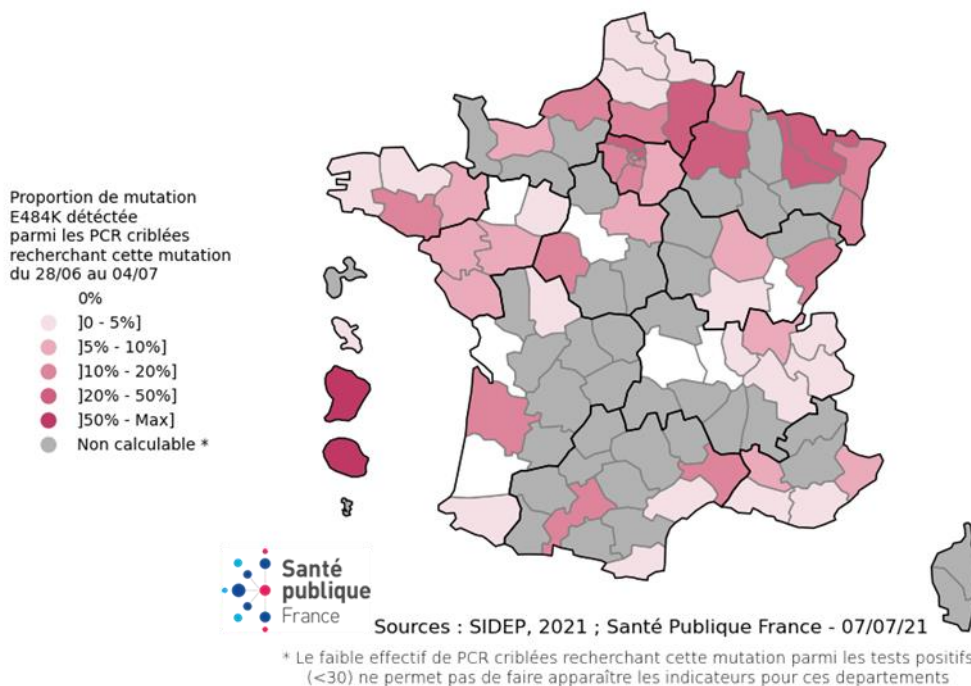 Proportion de mutation
E484K détéctée
parmi les PCR criblées
recherchant cette mutation
du 28/06 au 04/07
0%
]0 - 5%]
]5% - 10%]
]10% - 20%]
]20% - 50%]
]50% - Max]
Non calculable *
Santé
publique
France
Sources : SIDEP, 2021 ; Santé Publique France - 07/07/21
* Le faible effectif de PCR criblées recherchant cette mutation parmi les tests positifs
(<30) ne permet pas de faire apparaître les indicateurs pour ces departements